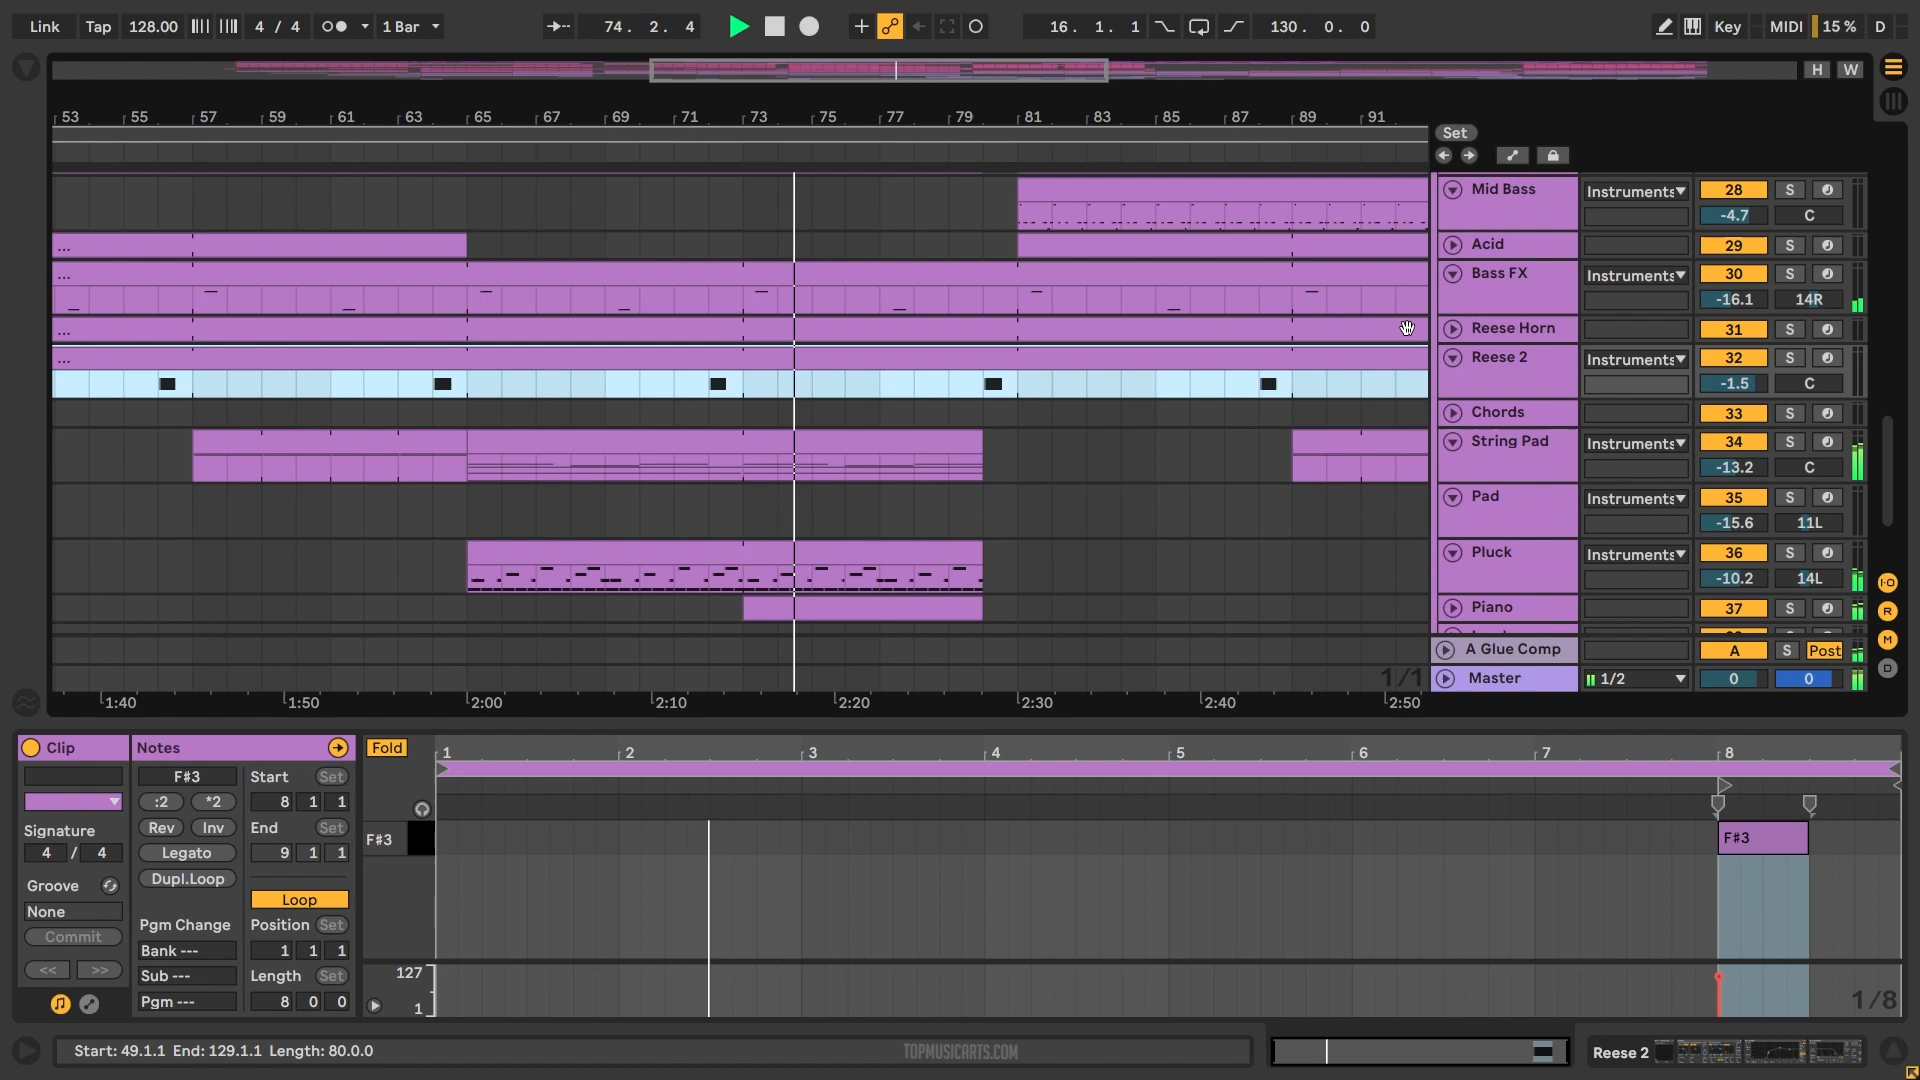 Link Tap 128.00 4 / 4 1 Bar 74. 2. 4 16. 1. 1 130. 0. 0 Key MIDI 15 % D
H W
53 55 57 59 61 63 65 67 69 71 73 75 77 79 81 83 85 87 89 91
Set
Mid Bass Instruments 28 S
-4.7 C
... Acid 29 S
... Bass FX Instruments 30 S
-16.1 14R
... Reese Horn 31 S
... Reese 2 Instruments 32 S
-1.5 C
Chords 33 S
String Pad Instruments 34 S
-13.2 C
Pad Instruments 35 S
-15.6 11L
Pluck Instruments 36 S
-10.2 14L
I·O
Piano 37 S
R
A Glue Comp A S Post
M
1/1 Master 1/2 0 0
D
1:40 1:50 2:00 2:10 2:20 2:30 2:40 2:50
Clip Notes Fold 1 2 3 4 5 6 7 8
F#3 Start Set
:2 *2 8 1 1
Signature Rev Inv End Set
4 / 4 Legato 9 1 1 F#3 F#3
Groove Dupl.Loop
None Loop
Commit Pgm Change Position Set
Bank --- 1 1 1
<< >> Sub --- Length Set 127
Pgm --- 8 0 0 1 1/8
Start: 49.1.1 End: 129.1.1 Length: 80.0.0 TOPMUSICARTS.COM Reese 2